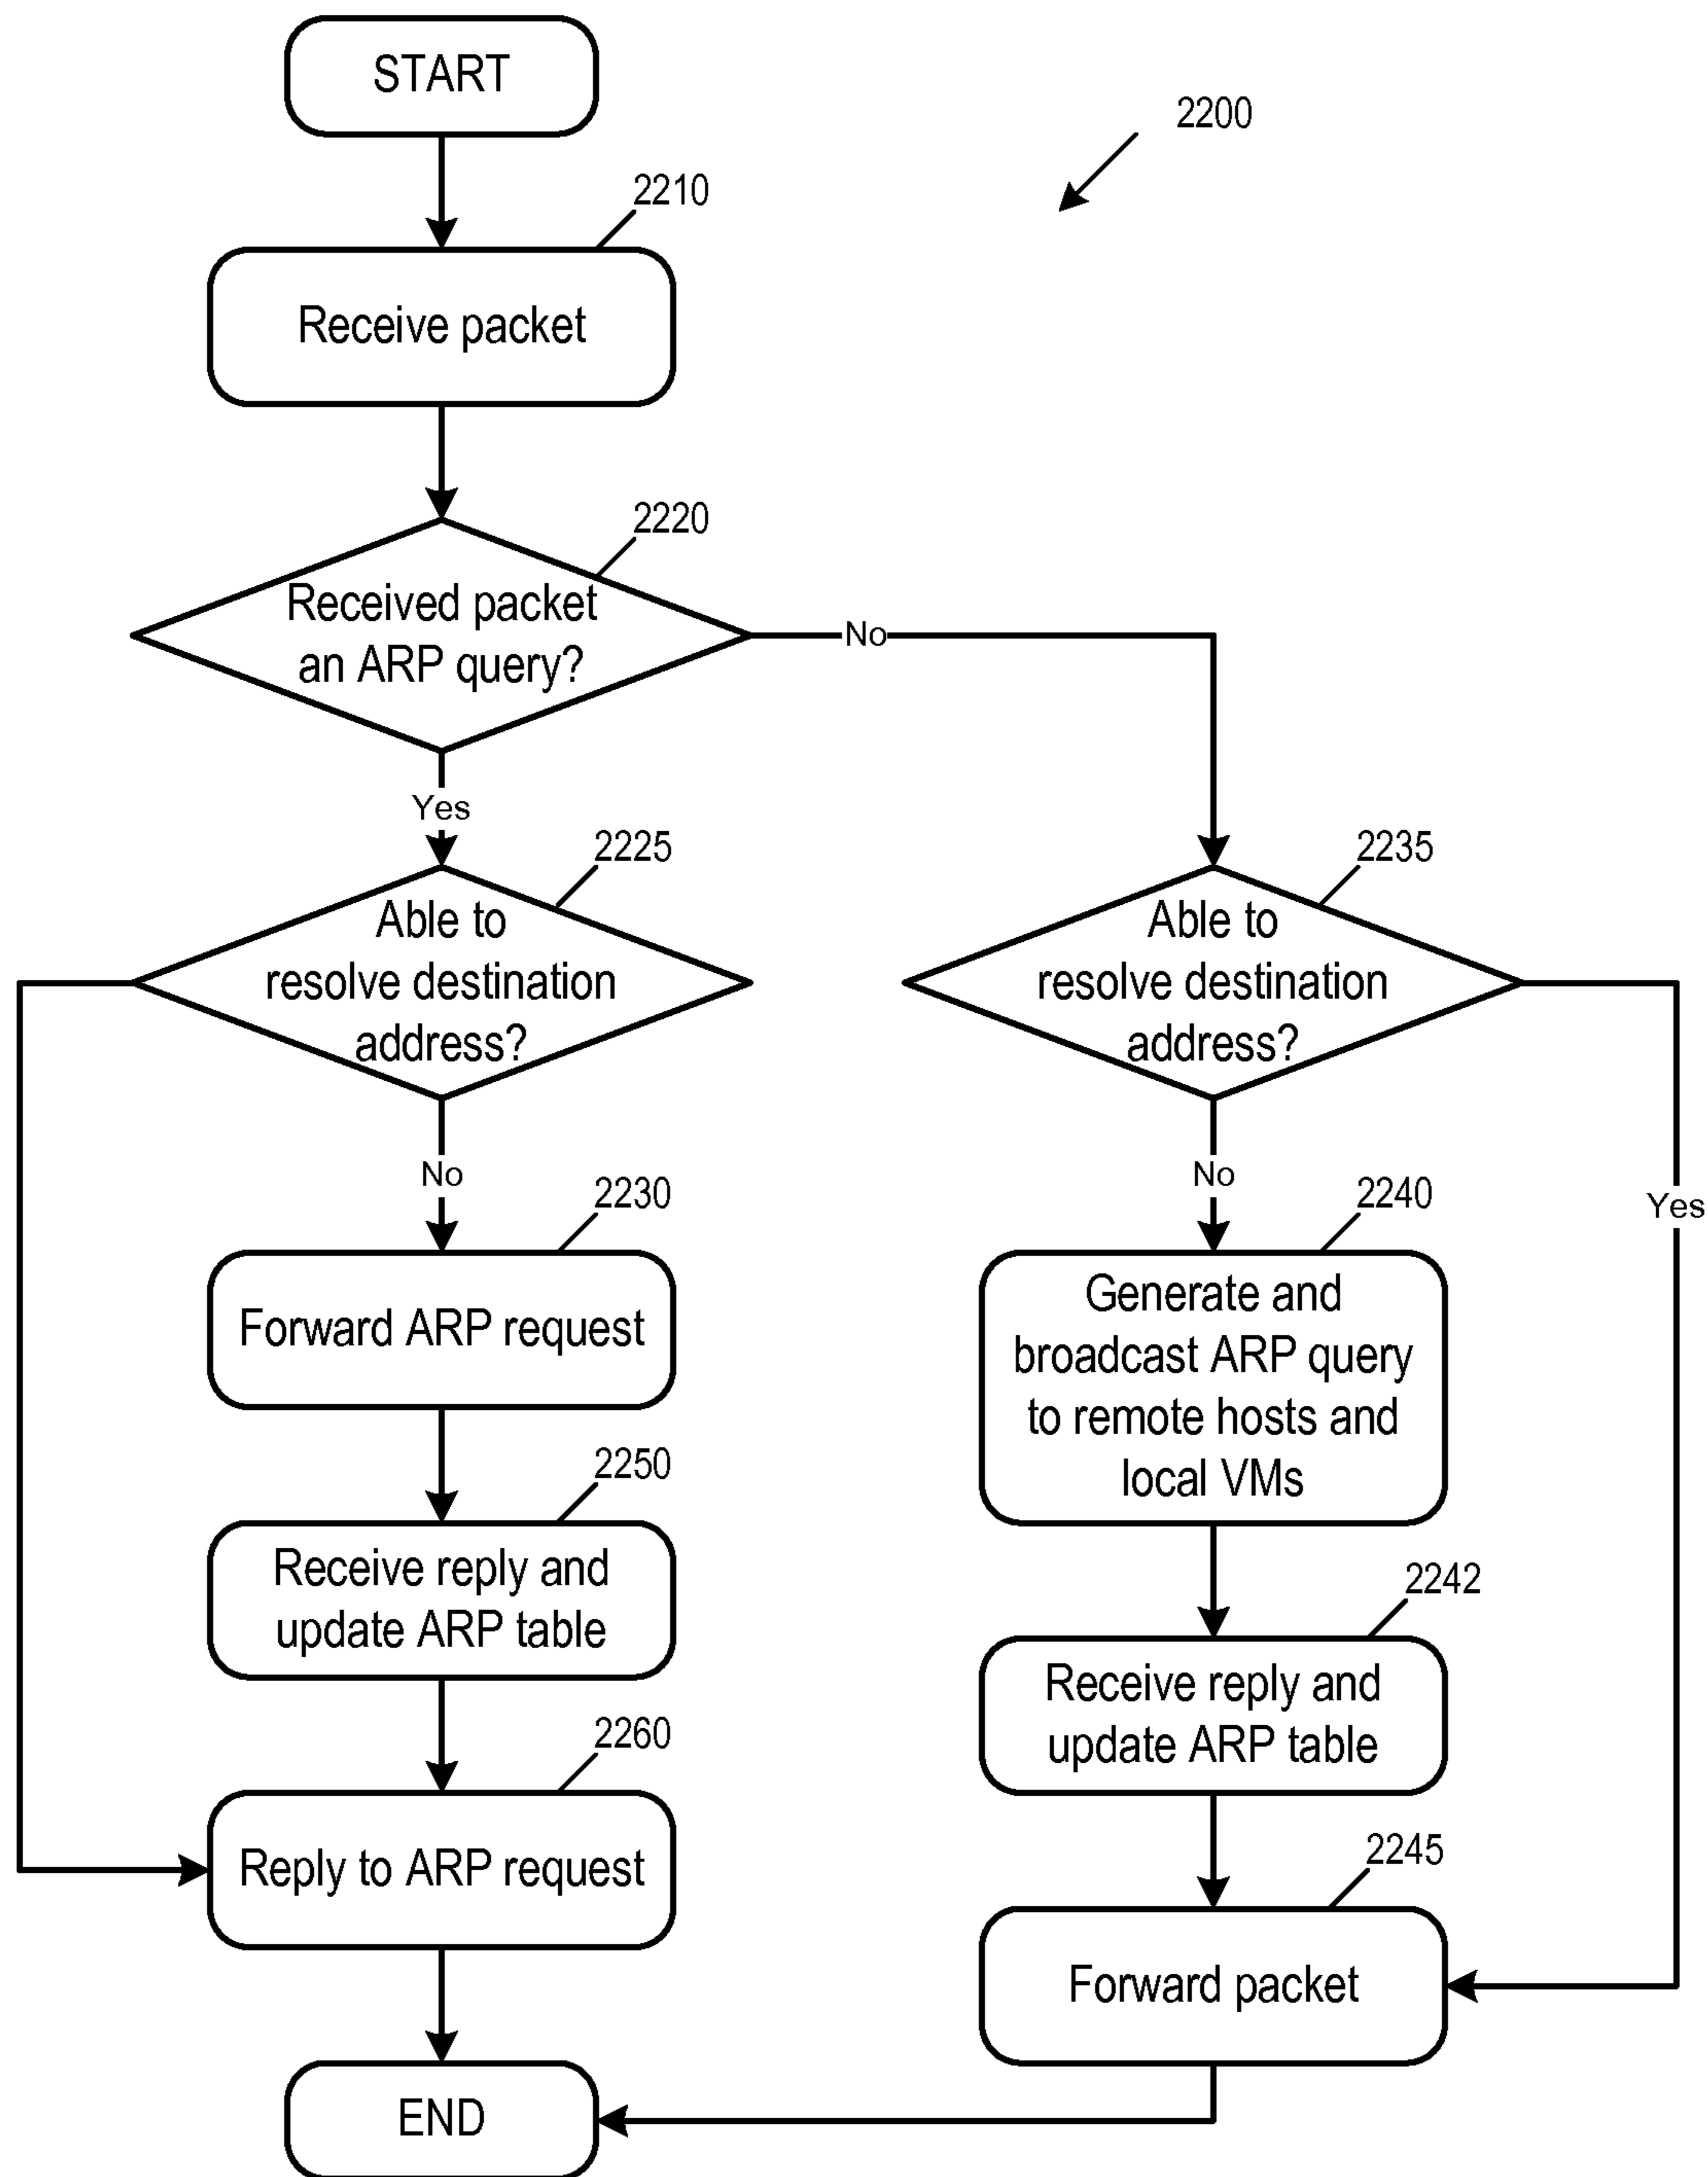 START
2200
2210
Receive packet
2220
Received packet
an ARP query?
No
Yes
2225
Able to
resolve destination
address?
2235
Able to
resolve destination
address?
No
No
Yes
2230
Forward ARP request
2240
Generate and
broadcast ARP query
to remote hosts and
local VMs
2250
Receive reply and
update ARP table
2242
Receive reply and
update ARP table
2260
Reply to ARP request
2245
Forward packet
END